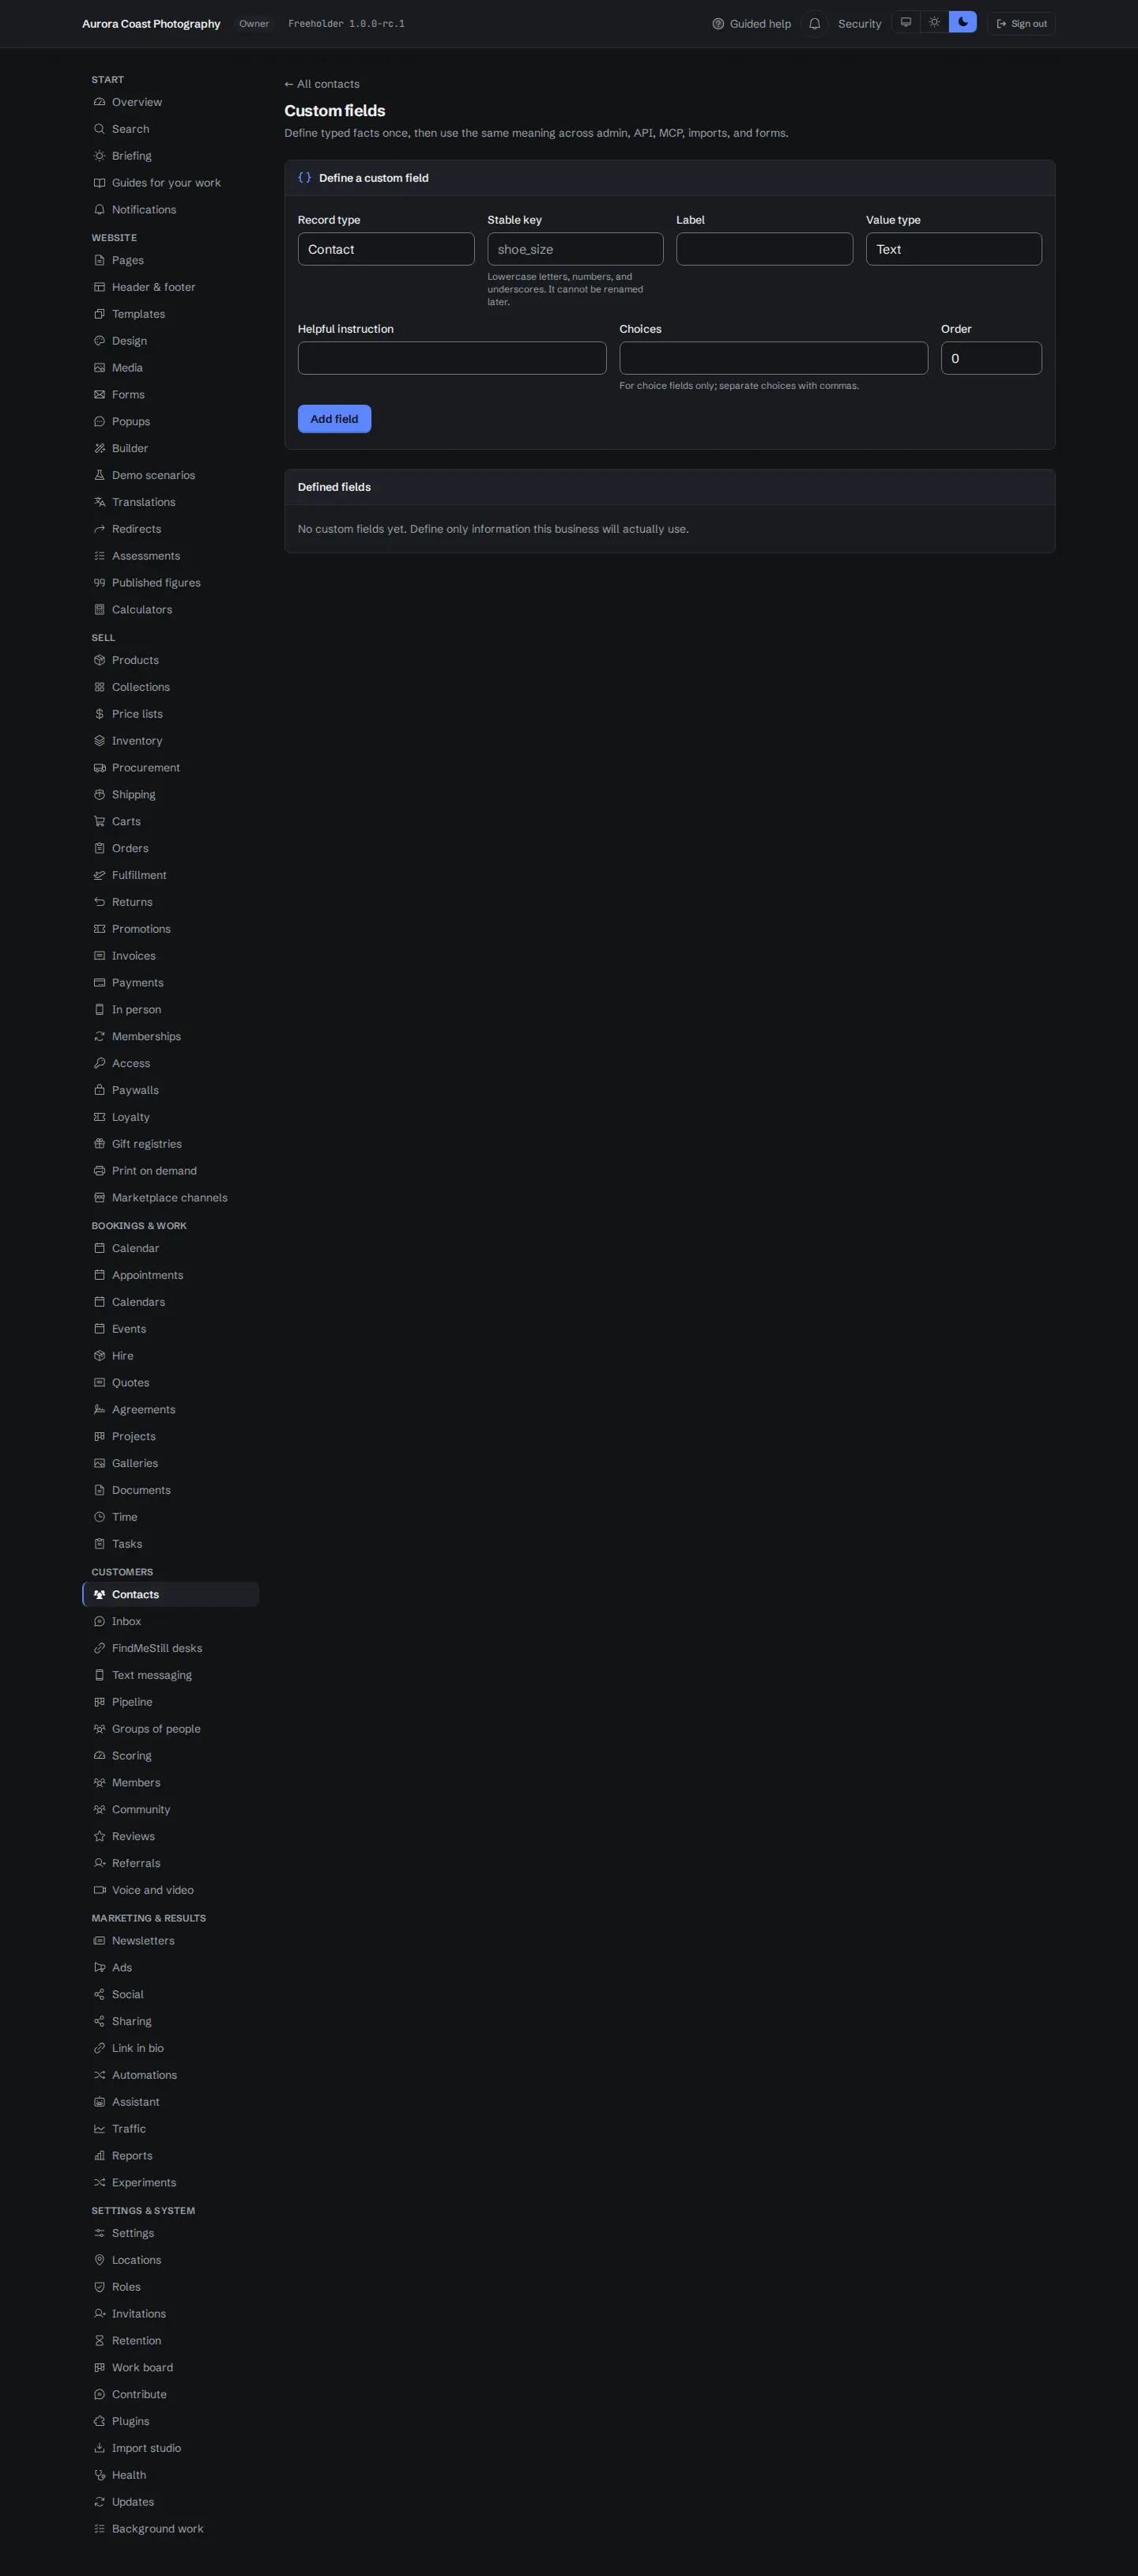 Aurora Coast Photography
Owner
Freeholder 1.0.0-rc.1
Guided help
Security
Sign out
START
Overview
Search
Briefing
Guides for your work
Notifications
WEBSITE
Pages
Header & footer
Templates
Design
Media
Forms
Popups
Builder
Demo scenarios
Translations
Redirects
Assessments
Published figures
Calculators
SELL
Products
Collections
Price lists
Inventory
Procurement
Shipping
Carts
Orders
Fulfillment
Returns
Promotions
Invoices
Payments
In person
Memberships
Access
Paywalls
Loyalty
Gift registries
Print on demand
Marketplace channels
BOOKINGS & WORK
Calendar
Appointments
Calendars
Events
Hire
Quotes
Agreements
Projects
Galleries
Documents
Time
Tasks
CUSTOMERS
Contacts
Inbox
FindMeStill desks
Text messaging
Pipeline
Groups of people
Scoring
Members
Community
Reviews
Referrals
Voice and video
MARKETING & RESULTS
Newsletters
Ads
Social
Sharing
Link in bio
Automations
Assistant
Traffic
Reports
Experiments
SETTINGS & SYSTEM
Settings
Locations
Roles
Invitations
Retention
Work board
Contribute
Plugins
Import studio
Health
Updates
Background work
← All contacts
Custom fields
Define typed facts once, then use the same meaning across admin, API, MCP, imports, and forms.
Define a custom field
Record type
Contact
Stable key
shoe_size
Lowercase letters, numbers, and
underscores. It cannot be renamed
later.
Label
Value type
Text
Helpful instruction
Choices
For choice fields only; separate choices with commas.
Order
0
Add field
Defined fields
No custom fields yet. Define only information this business will actually use.